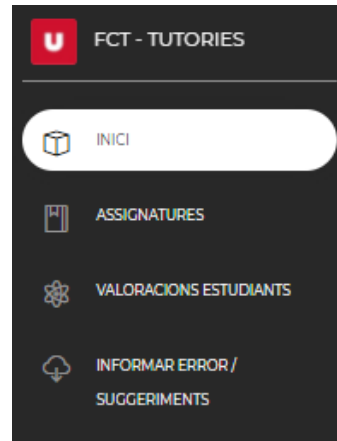 U FCT - TUTORIES
INICI
ASSIGNATURES
VALORACIONS ESTUDIANTS
INFORMAR ERROR /
SUGGERIMENTS